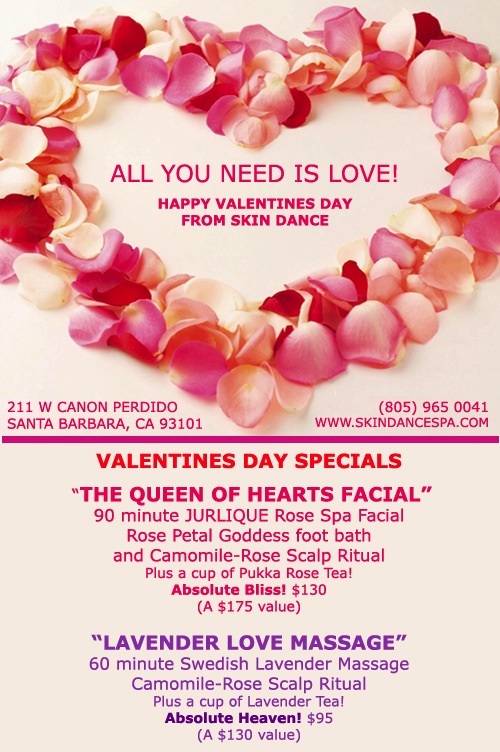 ALL YOU NEED IS LOVE!
HAPPY VALENTINES DAY
FROM SKIN DANCE
211 W CANON PERDIDO
SANTA BARBARA, CA 93101
(805) 965 0041
WWW.SKINDANCESPA.COM
VALENTINES DAY SPECIALS
“THE QUEEN OF HEARTS FACIAL”
90 minute JURLIQUE Rose Spa Facial
Rose Petal Goddess foot bath
and Camomile-Rose Scalp Ritual
Plus a cup of Pukka Rose Tea!
Absolute Bliss! $130
(A $175 value)
“LAVENDER LOVE MASSAGE”
60 minute Swedish Lavender Massage
Camomile-Rose Scalp Ritual
Plus a cup of Lavender Tea!
Absolute Heaven! $95
(A $130 value)